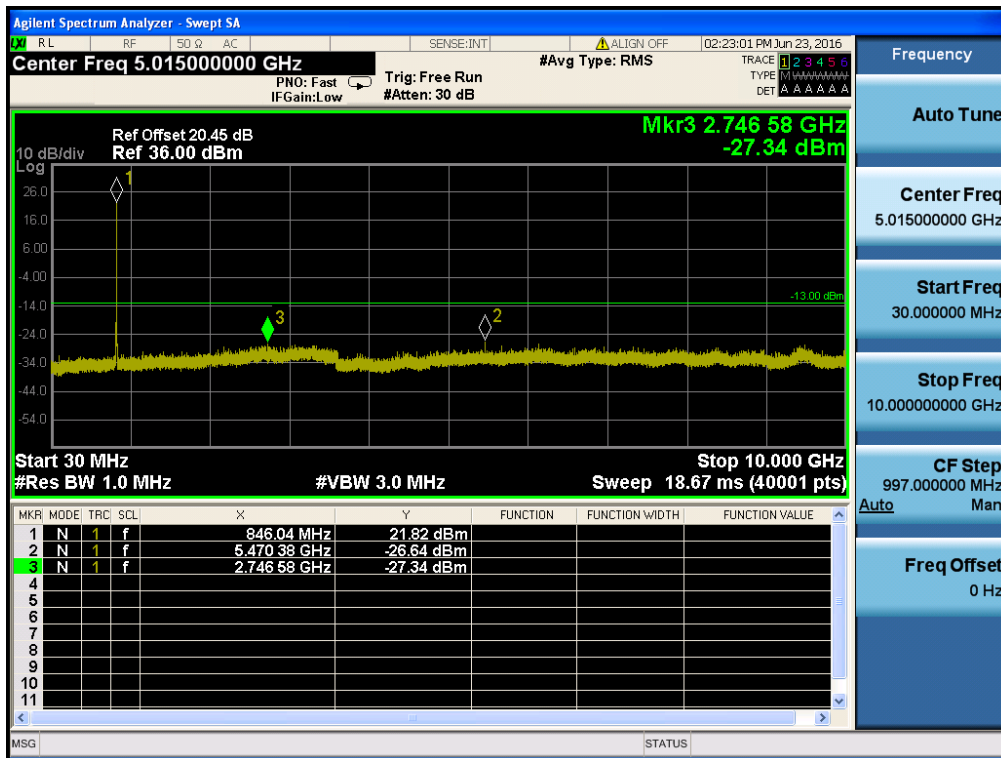 Agilent Spectrum Analyzer - Swept SA
LXI RL RF 50 Ω AC SENSE:INT ALIGN OFF 02:23:01 PM Jun 23, 2016
Center Freq 5.015000000 GHz #Avg Type: RMS TRACE 1 2 3 4 5 6
PNO: Fast Trig: Free Run TYPE M W W W W W
IFGain:Low #Atten: 30 dB DET A A A A A A
Mkr3 2.746 58 GHz
-27.34 dBm
Ref Offset 20.45 dB
10 dB/div Ref 36.00 dBm
Log
1
26.0
16.0
6.00
-4.00
-13.00 dBm
-14.0
3 2
-24.0
-34.0
-44.0
-54.0
Start 30 MHz Stop 10.000 GHz
#Res BW 1.0 MHz #VBW 3.0 MHz Sweep 18.67 ms (40001 pts)
MKR MODE TRC SCL X Y FUNCTION FUNCTION WIDTH FUNCTION VALUE
1 N 1 f 846.04 MHz 21.82 dBm
2 N 1 f 5.470 38 GHz -26.64 dBm
3 N 1 f 2.746 58 GHz -27.34 dBm
4
5
6
7
8
9
10
11
MSG STATUS
Frequency
Auto Tune
Center Freq
5.015000000 GHz
Start Freq
30.000000 MHz
Stop Freq
10.000000000 GHz
CF Step
997.000000 MHz
Auto Man
Freq Offset
0 Hz